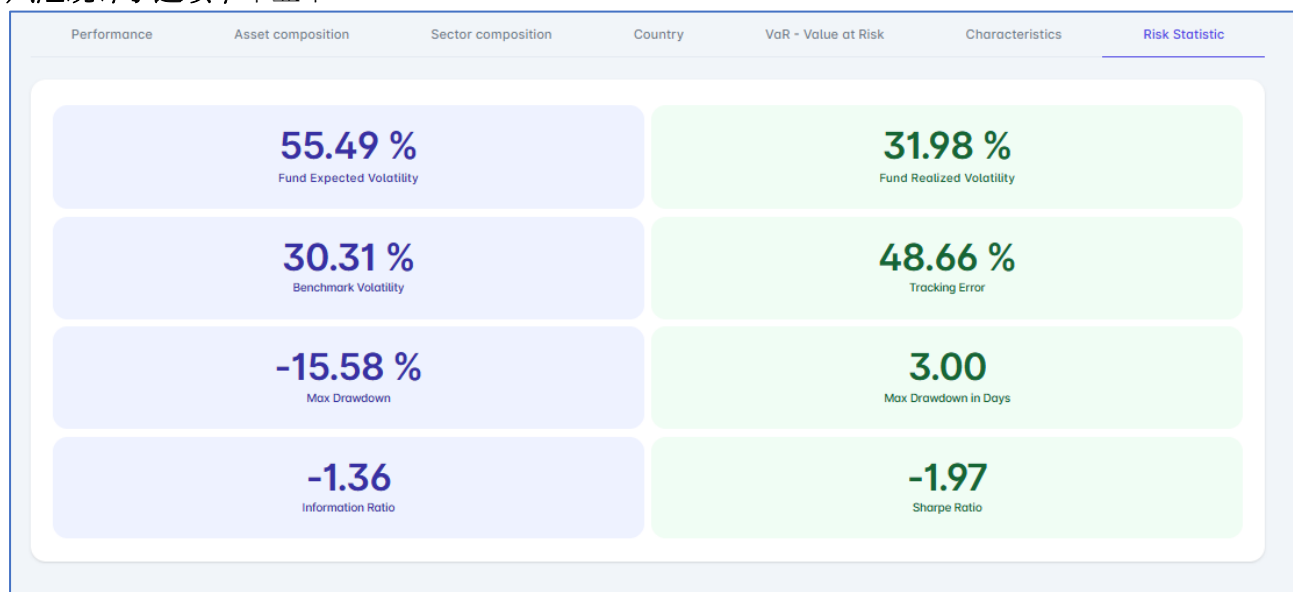 Performance Asset composition Sector composition Country VaR - Value at Risk Characteristics Risk Statistic
55.49 % 31.98 %
Fund Expected Volatility Fund Realized Volatility
30.31 % 48.66 %
Benchmark Volatility Tracking Error
-15.58 % 3.00
Max Drawdown Max Drawdown in Days
-1.36 -1.97
Information Ratio Sharpe Ratio